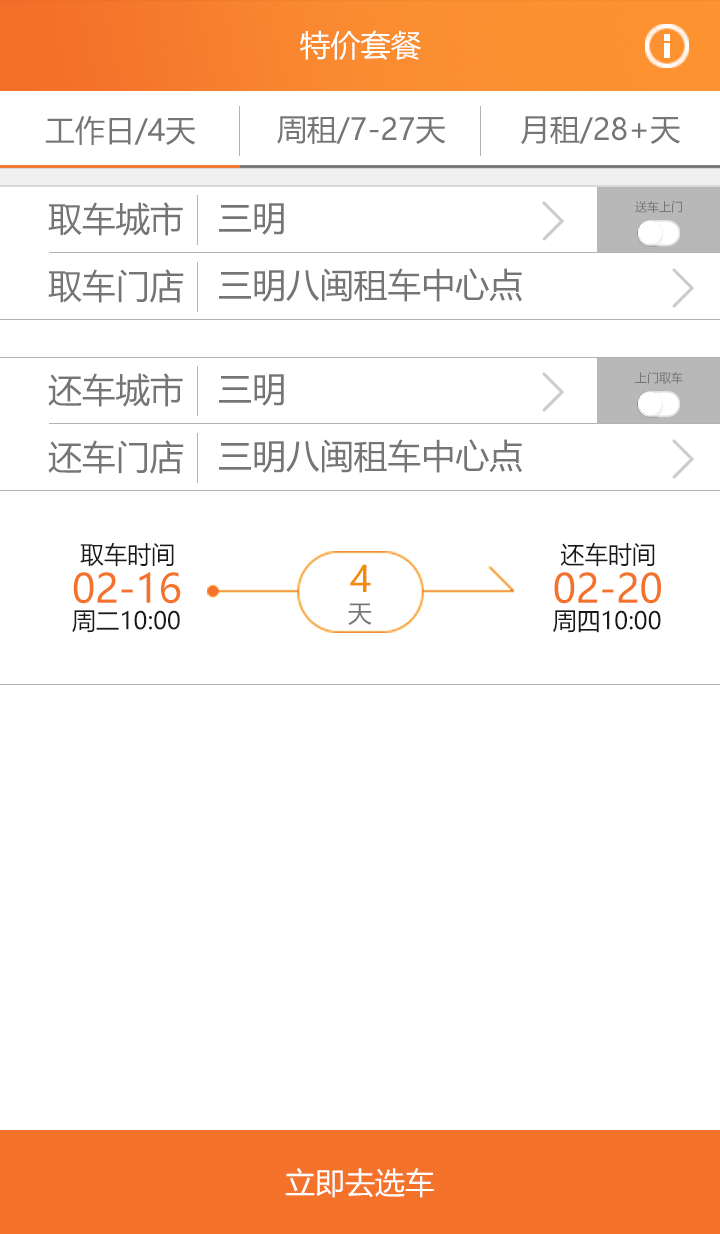 特价套餐
工作日/4天
周租/7-27天
月租/28+天
取车城市 三明
送车上门
取车门店 三明八闽租车中心点
还车城市 三明
上门取车
还车门店 三明八闽租车中心点
取车时间
02-16
周二10:00
4
天
还车时间
02-20
周四10:00
立即去选车